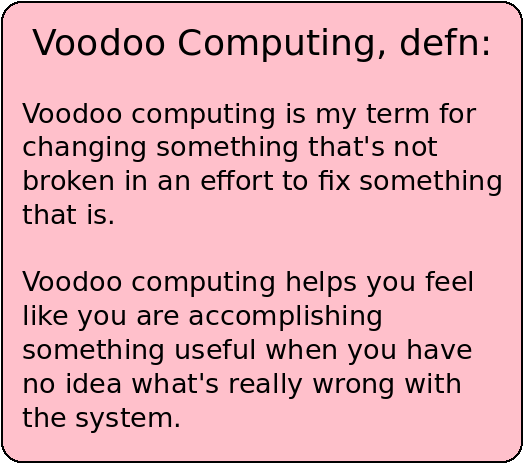 Voodoo Computing, defn:
Voodoo computing is my term for
changing something that's not
broken in an effort to fix something
that is.
Voodoo computing helps you feel
like you are accomplishing
something useful when you have
no idea what's really wrong with
the system.